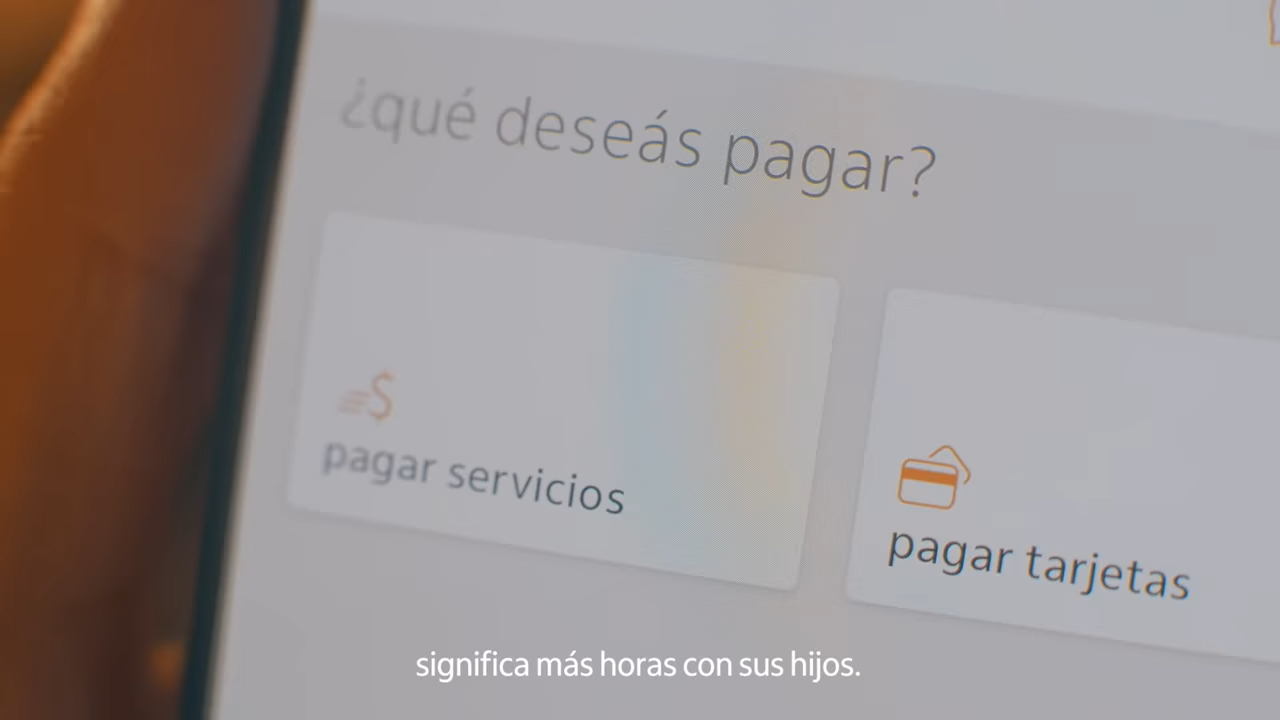 ¿qué deseás pagar?
pagar servicios
pagar tarjetas
significa más horas con sus hijos.